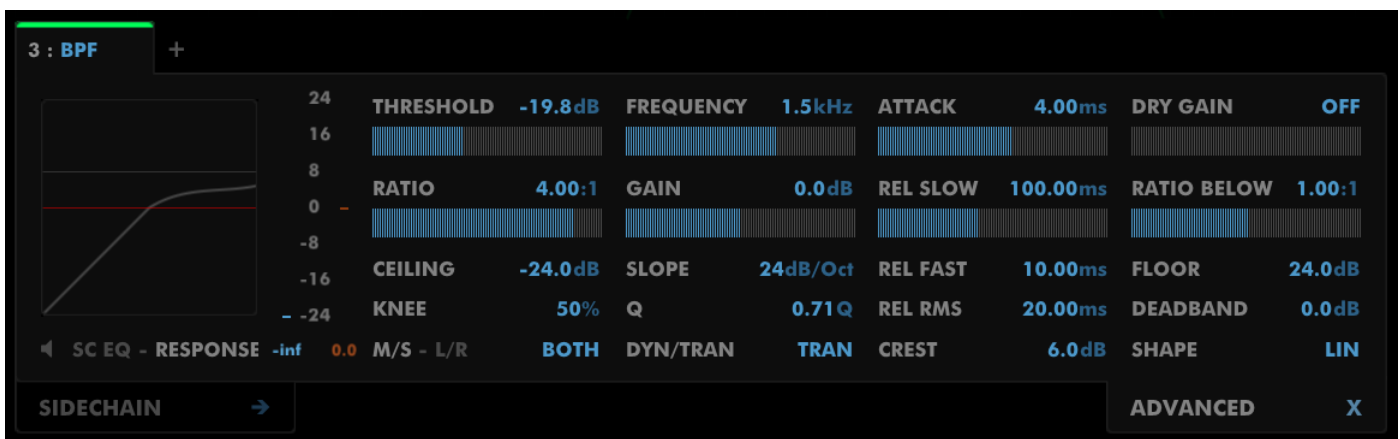 3 : BPF +
24
16
8
0 –
-8
-16
– -24
SC EQ - RESPONSE -inf 0.0
THRESHOLD -19.8dB FREQUENCY 1.5kHz ATTACK 4.00ms DRY GAIN OFF
RATIO 4.00:1 GAIN 0.0dB REL SLOW 100.00ms RATIO BELOW 1.00:1
CEILING -24.0dB SLOPE 24dB/Oct REL FAST 10.00ms FLOOR 24.0dB
KNEE 50% Q 0.71Q REL RMS 20.00ms DEADBAND 0.0dB
M/S - L/R BOTH DYN/TRAN TRAN CREST 6.0dB SHAPE LIN
SIDECHAIN → ADVANCED X